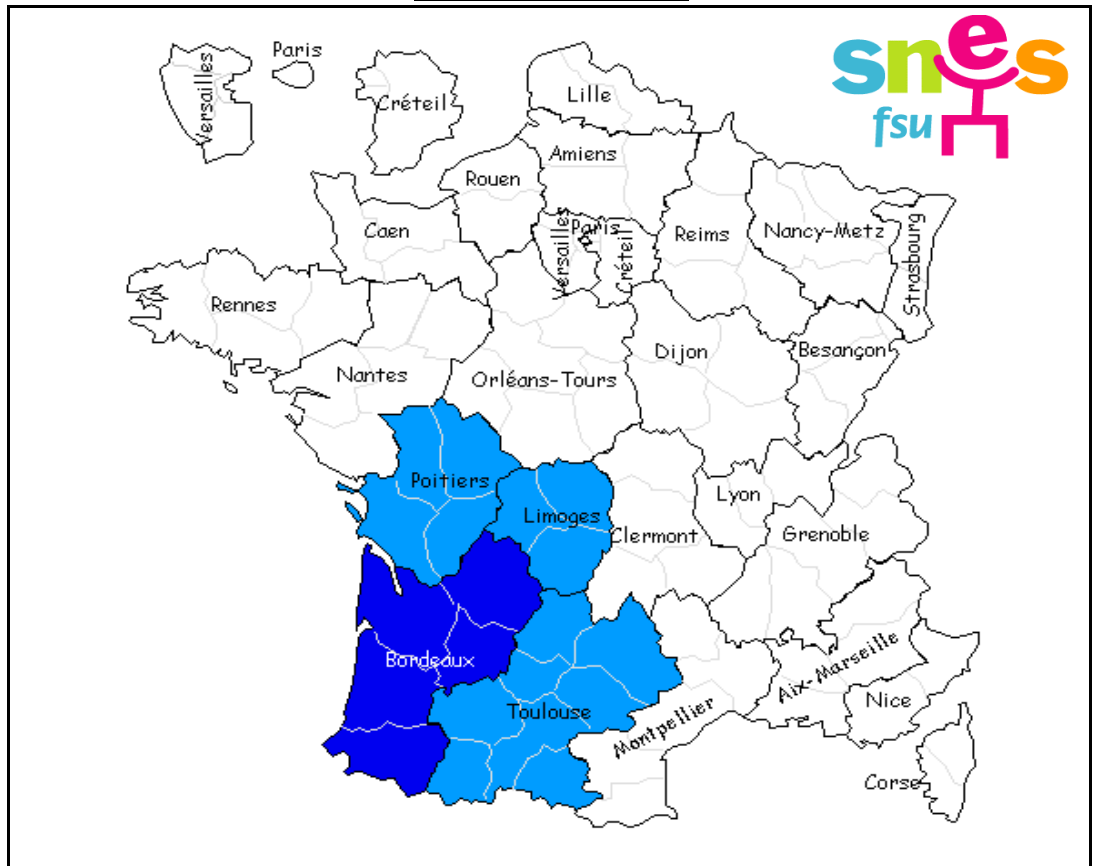 Paris
Versailles
Créteil
Lille
snes
fsu
Amiens
Rouen
Caen
Versailles
Paris
Créteil
Reims
Nancy-Metz
Strasbourg
Rennes
Nantes
Orléans-Tours
Dijon
Besançon
Poitiers
Limoges
Clermont
Lyon
Grenoble
Bordeaux
Toulouse
Montpellier
Aix-Marseille
Nice
Corse